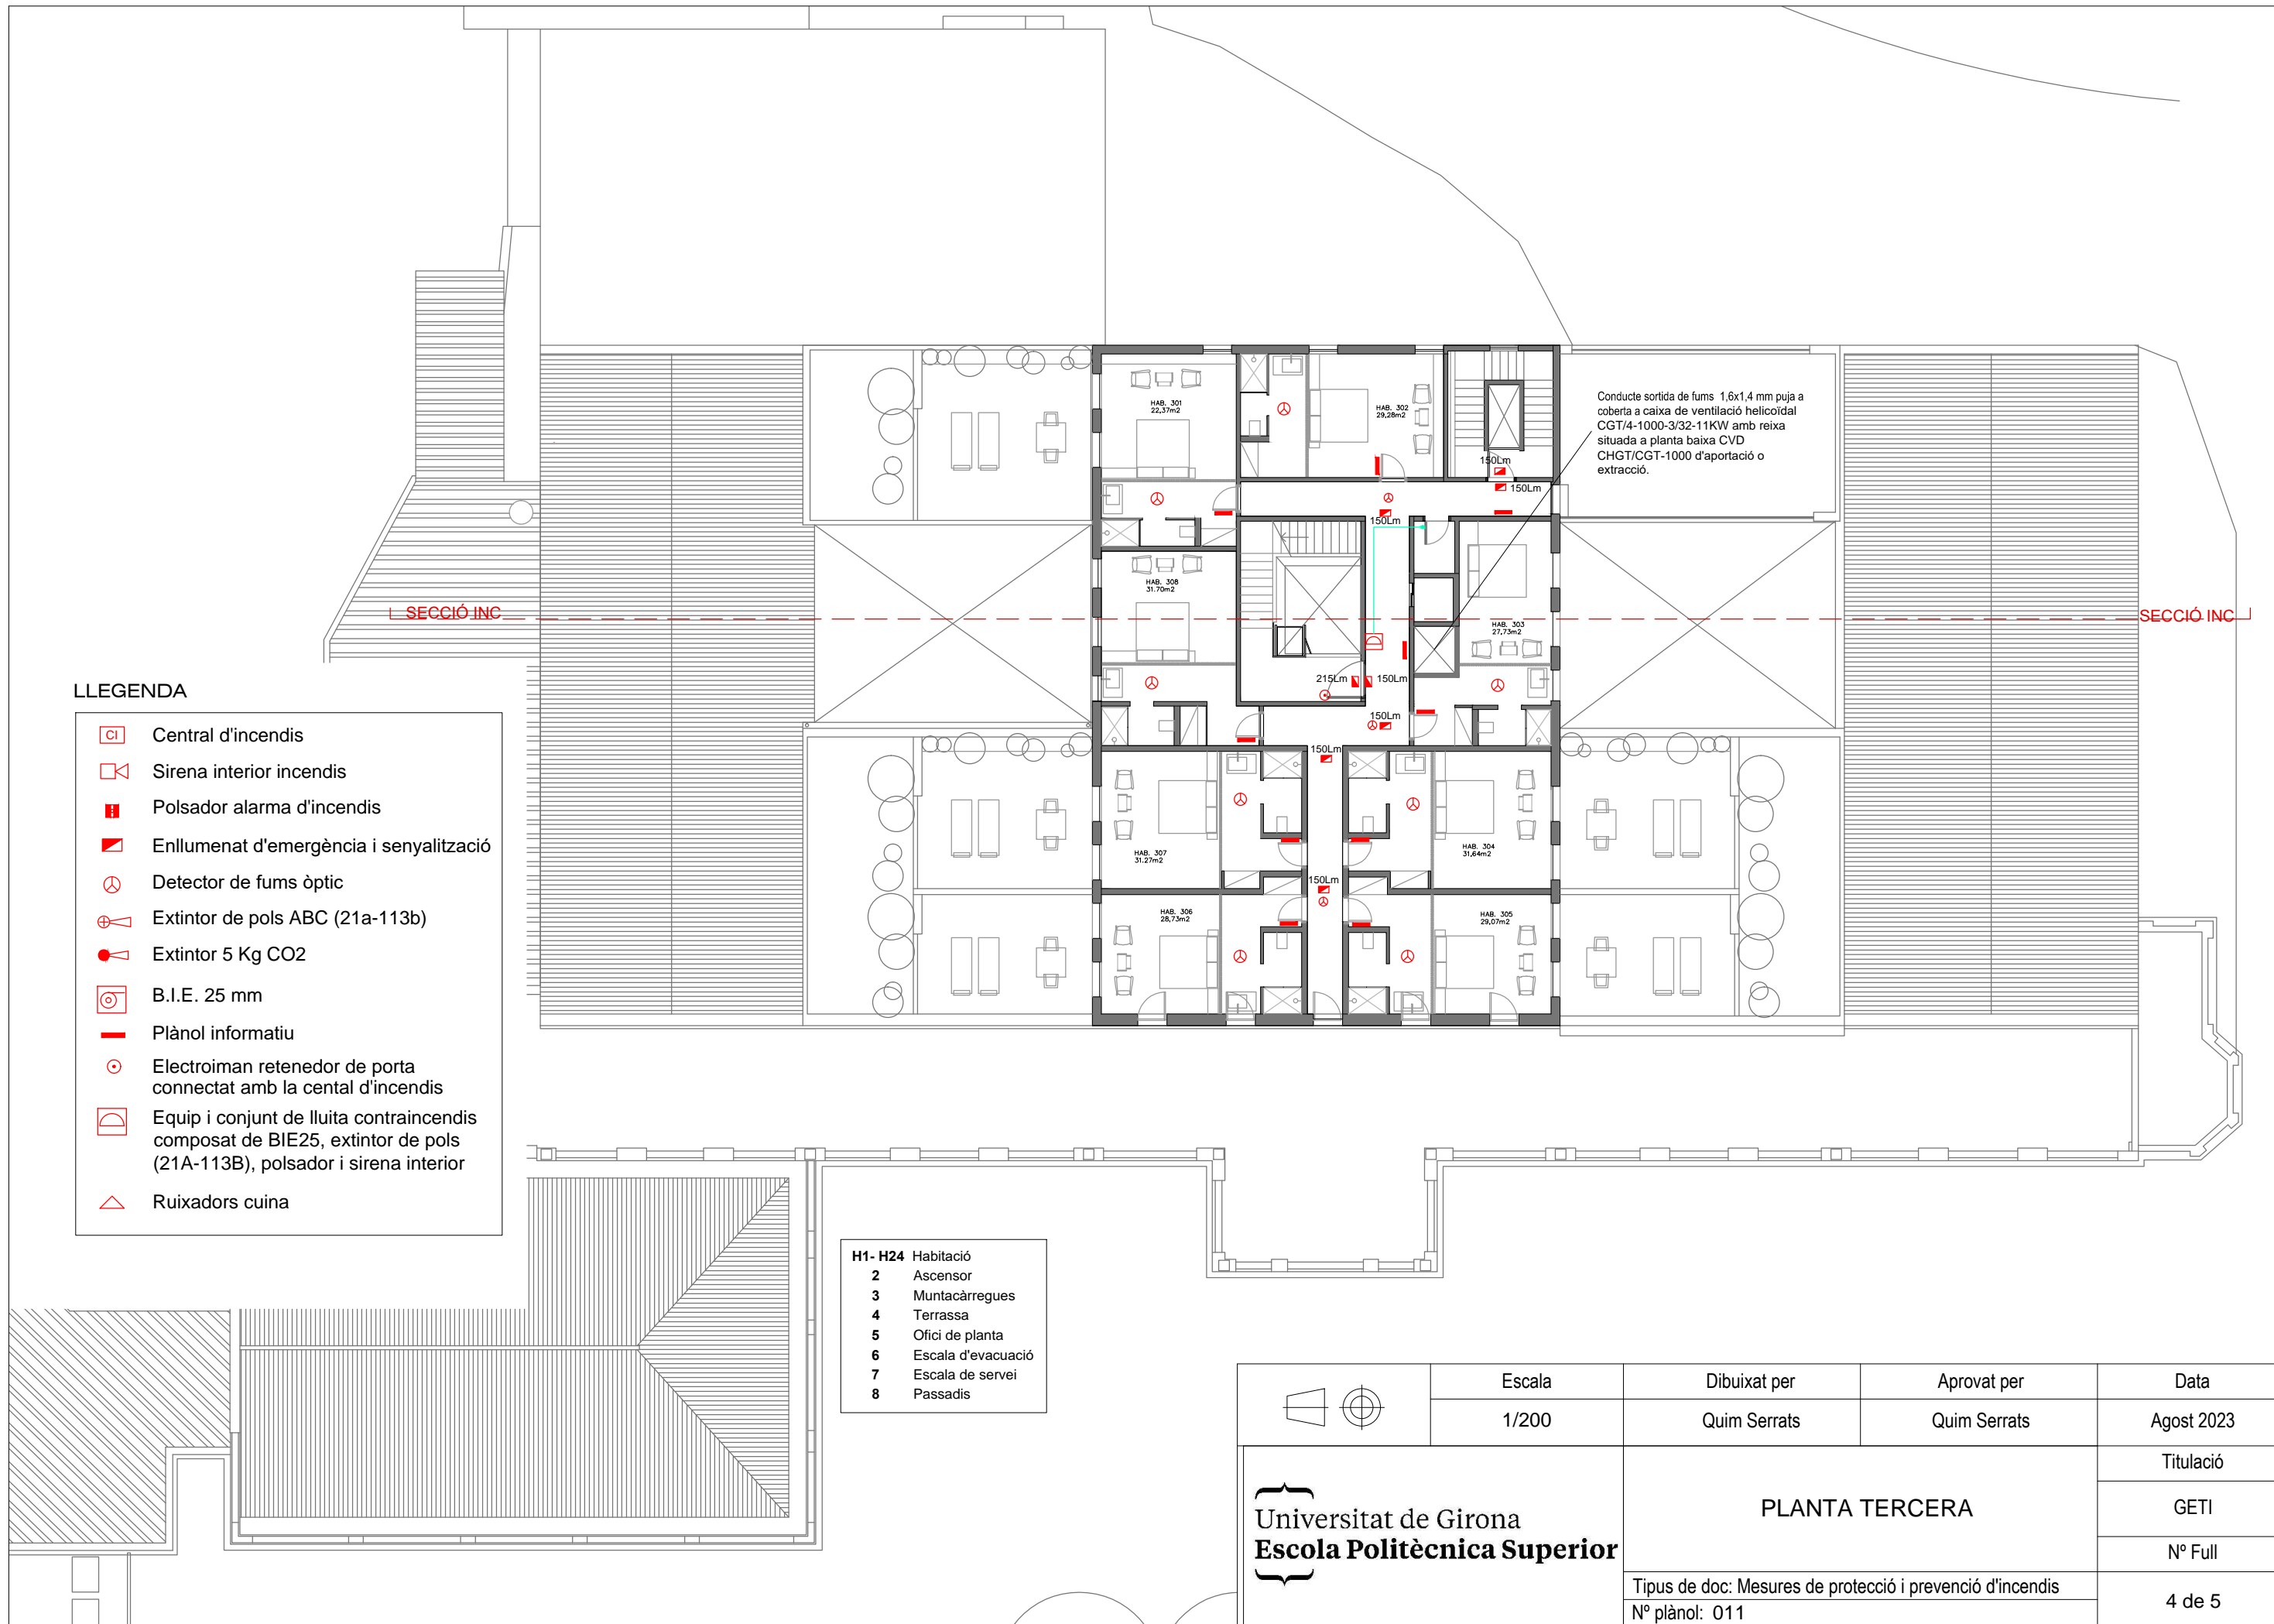 HAB. 301
22,37m2
HAB. 302
29,28m2
Conducte sortida de fums 1,6x1,4 mm puja a
coberta a caixa de ventilació helicoïdal
CGT/4-1000-3/32-11KW amb reixa
situada a planta baixa CVD
CHGT/CGT-1000 d'aportació o
extracció.
150Lm
150Lm
150Lm
HAB. 308
31.70m2
HAB. 303
27,73m2
SECCIÓ INC
SECCIÓ INC
215Lm
150Lm
150Lm
150Lm
HAB. 307
31.27m2
HAB. 304
31,64m2
150Lm
HAB. 306
28,73m2
HAB. 305
29,07m2
LLEGENDA
CI Central d'incendis
Sirena interior incendis
Polsador alarma d'incendis
Enllumenat d'emergència i senyalització
Detector de fums òptic
Extintor de pols ABC (21a-113b)
Extintor 5 Kg CO2
B.I.E. 25 mm
Plànol informatiu
Electroiman retenedor de porta
connectat amb la cental d'incendis
Equip i conjunt de lluita contraincendis
composat de BIE25, extintor de pols
(21A-113B), polsador i sirena interior
Ruixadors cuina
H1- H24 Habitació
2 Ascensor
3 Muntacàrregues
4 Terrassa
5 Ofici de planta
6 Escala d'evacuació
7 Escala de servei
8 Passadis
Escala
Dibuixat per
Aprovat per
Data
1/200
Quim Serrats
Quim Serrats
Agost 2023
Universitat de Girona
Escola Politècnica Superior
PLANTA TERCERA
Titulació
GETI
Nº Full
4 de 5
Tipus de doc: Mesures de protecció i prevenció d'incendis
Nº plànol: 011